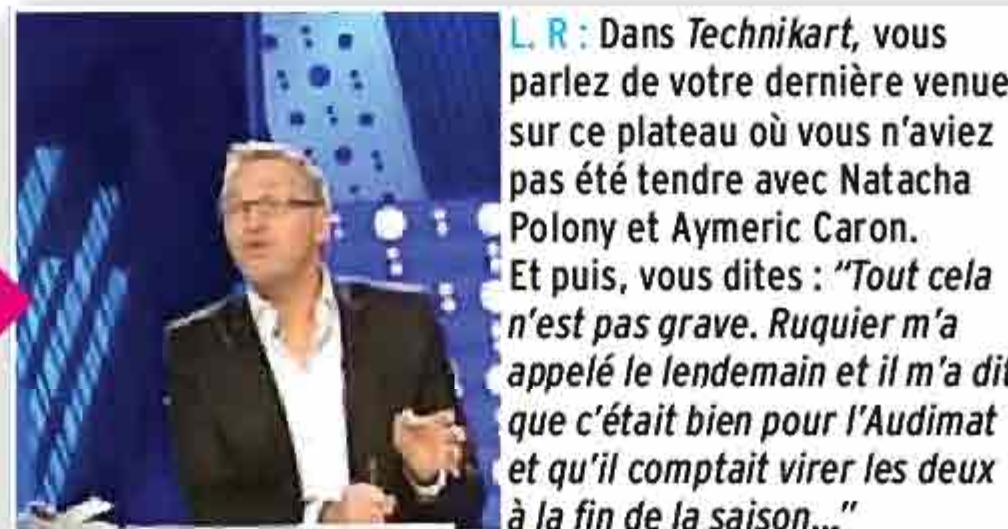 L. R : Dans Technikart, vous
parlez de votre dernière venue
sur ce plateau où vous n'aviez
pas été tendre avec Natacha
Polony et Aymeric Caron.
Et puis, vous dites : "Tout cela
n'est pas grave. Ruquier m'a
appelé le lendemain et il m'a dit
que c'était bien pour l'Audimat
et qu'il comptait virer les deux
à la fin de la saison..."